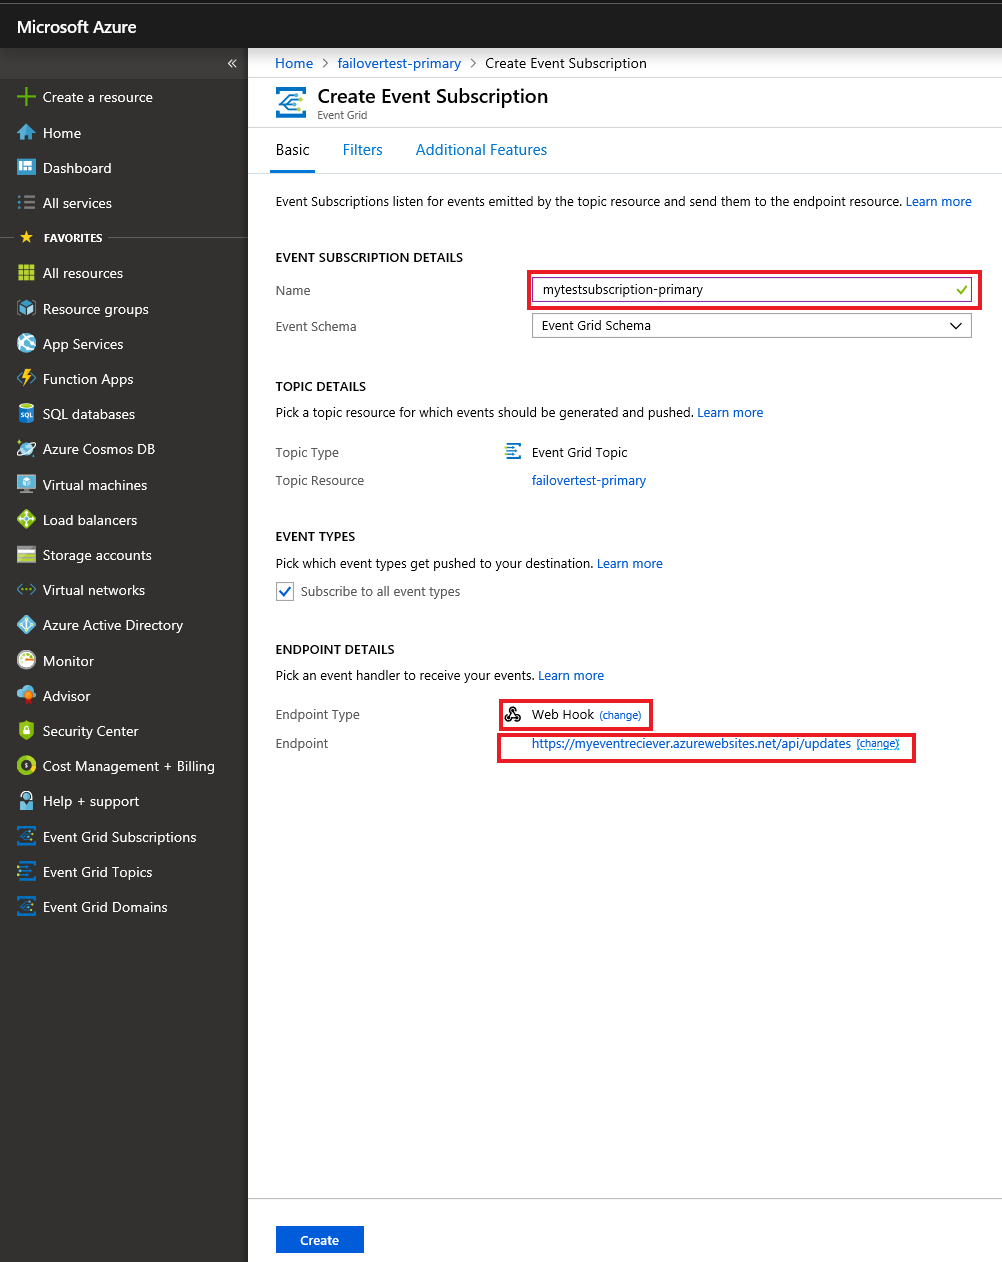 Microsoft Azure
«
Create a resource
Home
Dashboard
All services
FAVORITES
All resources
Resource groups
App Services
Function Apps
SQL databases
Azure Cosmos DB
Virtual machines
Load balancers
Storage accounts
Virtual networks
Azure Active Directory
Monitor
Advisor
Security Center
Cost Management + Billing
Help + support
Event Grid Subscriptions
Event Grid Topics
Event Grid Domains
Home > failovertest-primary > Create Event Subscription
Create Event Subscription
Event Grid
Basic Filters Additional Features
Event Subscriptions listen for events emitted by the topic resource and send them to the endpoint resource. Learn more
EVENT SUBSCRIPTION DETAILS
Name mytestsubscription-primary
Event Schema Event Grid Schema
TOPIC DETAILS
Pick a topic resource for which events should be generated and pushed. Learn more
Topic Type Event Grid Topic
Topic Resource failovertest-primary
EVENT TYPES
Pick which event types get pushed to your destination. Learn more
Subscribe to all event types
ENDPOINT DETAILS
Pick an event handler to receive your events. Learn more
Endpoint Type Web Hook (change)
Endpoint https://myeventreciever.azurewebsites.net/api/updates (change)
Create